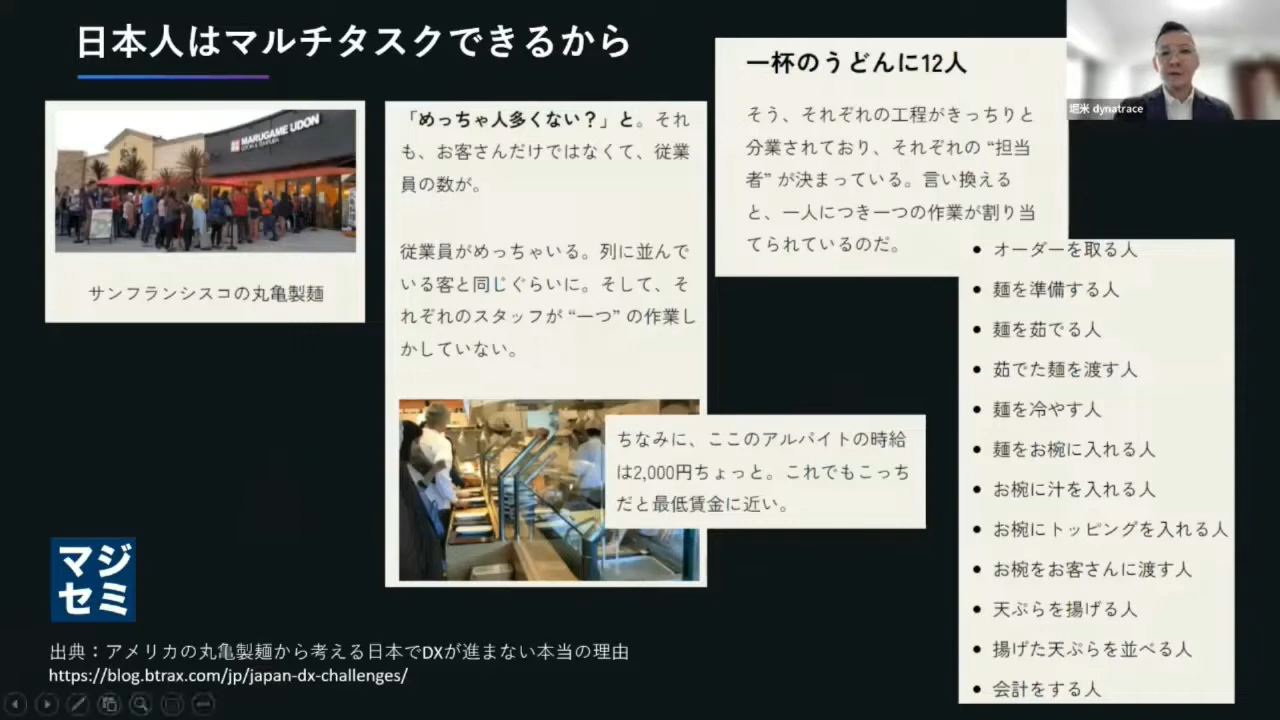 日本人はマルチタスクできるから
MARUGAME UDON
サンフランシスコの丸亀製麺
「めっちゃ人多くない？」と。それ
も、お客さんだけではなくて、従業
員の数が。
従業員がめっちゃいる。列に並んで
いる客と同じぐらいに。そして、そ
れぞれのスタッフが “一つ” の作業し
かしていない。
ちなみに、ここのアルバイトの時給
は2,000円ちょっと。これでもこっち
だと最低賃金に近い。
一杯のうどんに12人
そう、それぞれの工程がきっちりと
分業されており、それぞれの “担当
者” が決まっている。言い換える
と、一人につき一つの作業が割り当
てられているのだ。
• オーダーを取る人
• 麺を準備する人
• 麺を茹でる人
• 茹でた麺を渡す人
• 麺を冷やす人
• 麺をお椀に入れる人
• お椀に汁を入れる人
• お椀にトッピングを入れる人
• お椀をお客さんに渡す人
• 天ぷらを揚げる人
• 揚げた天ぷらを並べる人
• 会計をする人
堀米 dynatrace
マジ
セミ
出典：アメリカの丸亀製麺から考える日本でDXが進まない本当の理由
https://blog.btrax.com/jp/japan-dx-challenges/